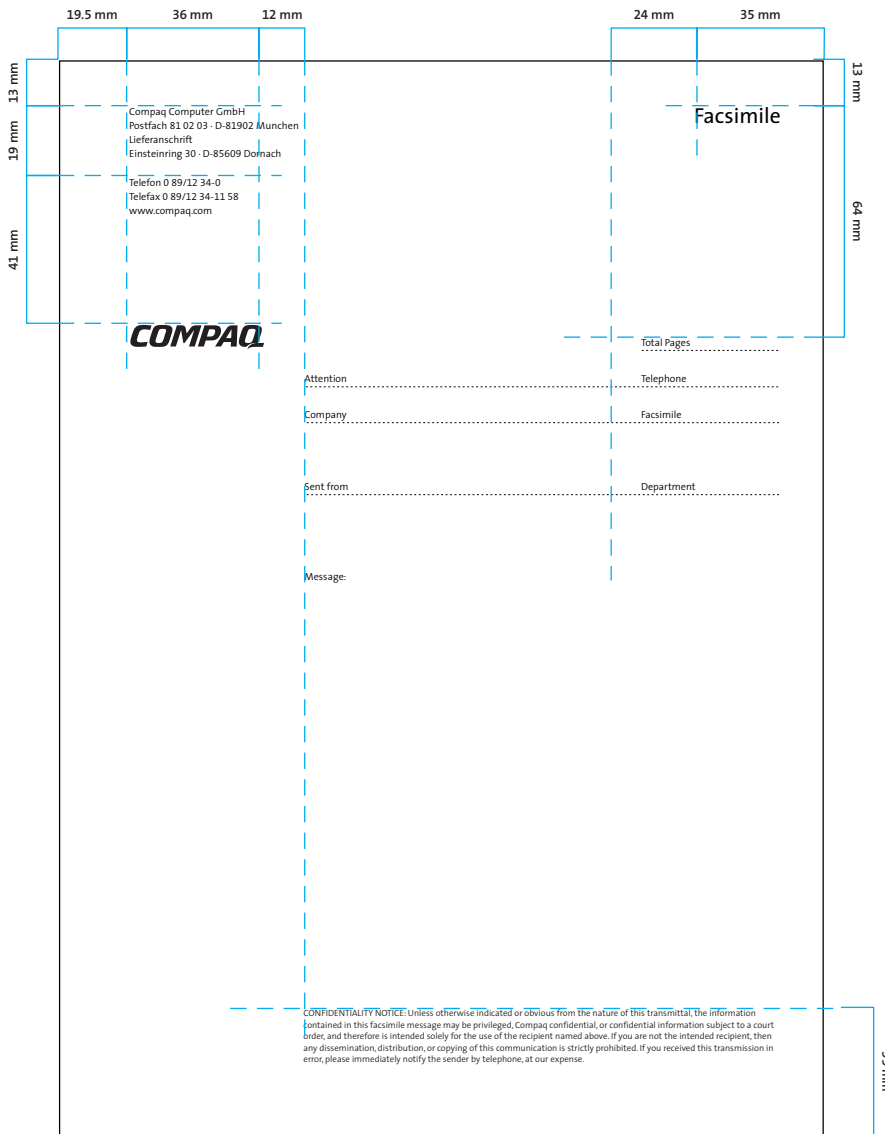 19.5 mm 36 mm 12 mm 24 mm 35 mm
13 mm
19 mm
41 mm
13 mm
64 mm
Compaq Computer GmbH
Postfach 81 02 03 · D-81902 Munchen
Lieferanschrift
Einsteinring 30 · D-85609 Dornach
Telefon 0 89/12 34-0
Telefax 0 89/12 34-11 58
www.compaq.com
Facsimile
COMPAQ
Total Pages
Attention Telephone
Company Facsimile
Sent from Department
Message:
CONFIDENTIALITY NOTICE: Unless otherwise indicated or obvious from the nature of this transmittal, the information
contained in this facsimile message may be privileged, Compaq confidential, or confidential information subject to a court
order, and therefore is intended solely for the use of the recipient named above. If you are not the intended recipient, then
any dissemination, distribution, or copying of this communication is strictly prohibited. If you received this transmission in
error, please immediately notify the sender by telephone, at our expense.